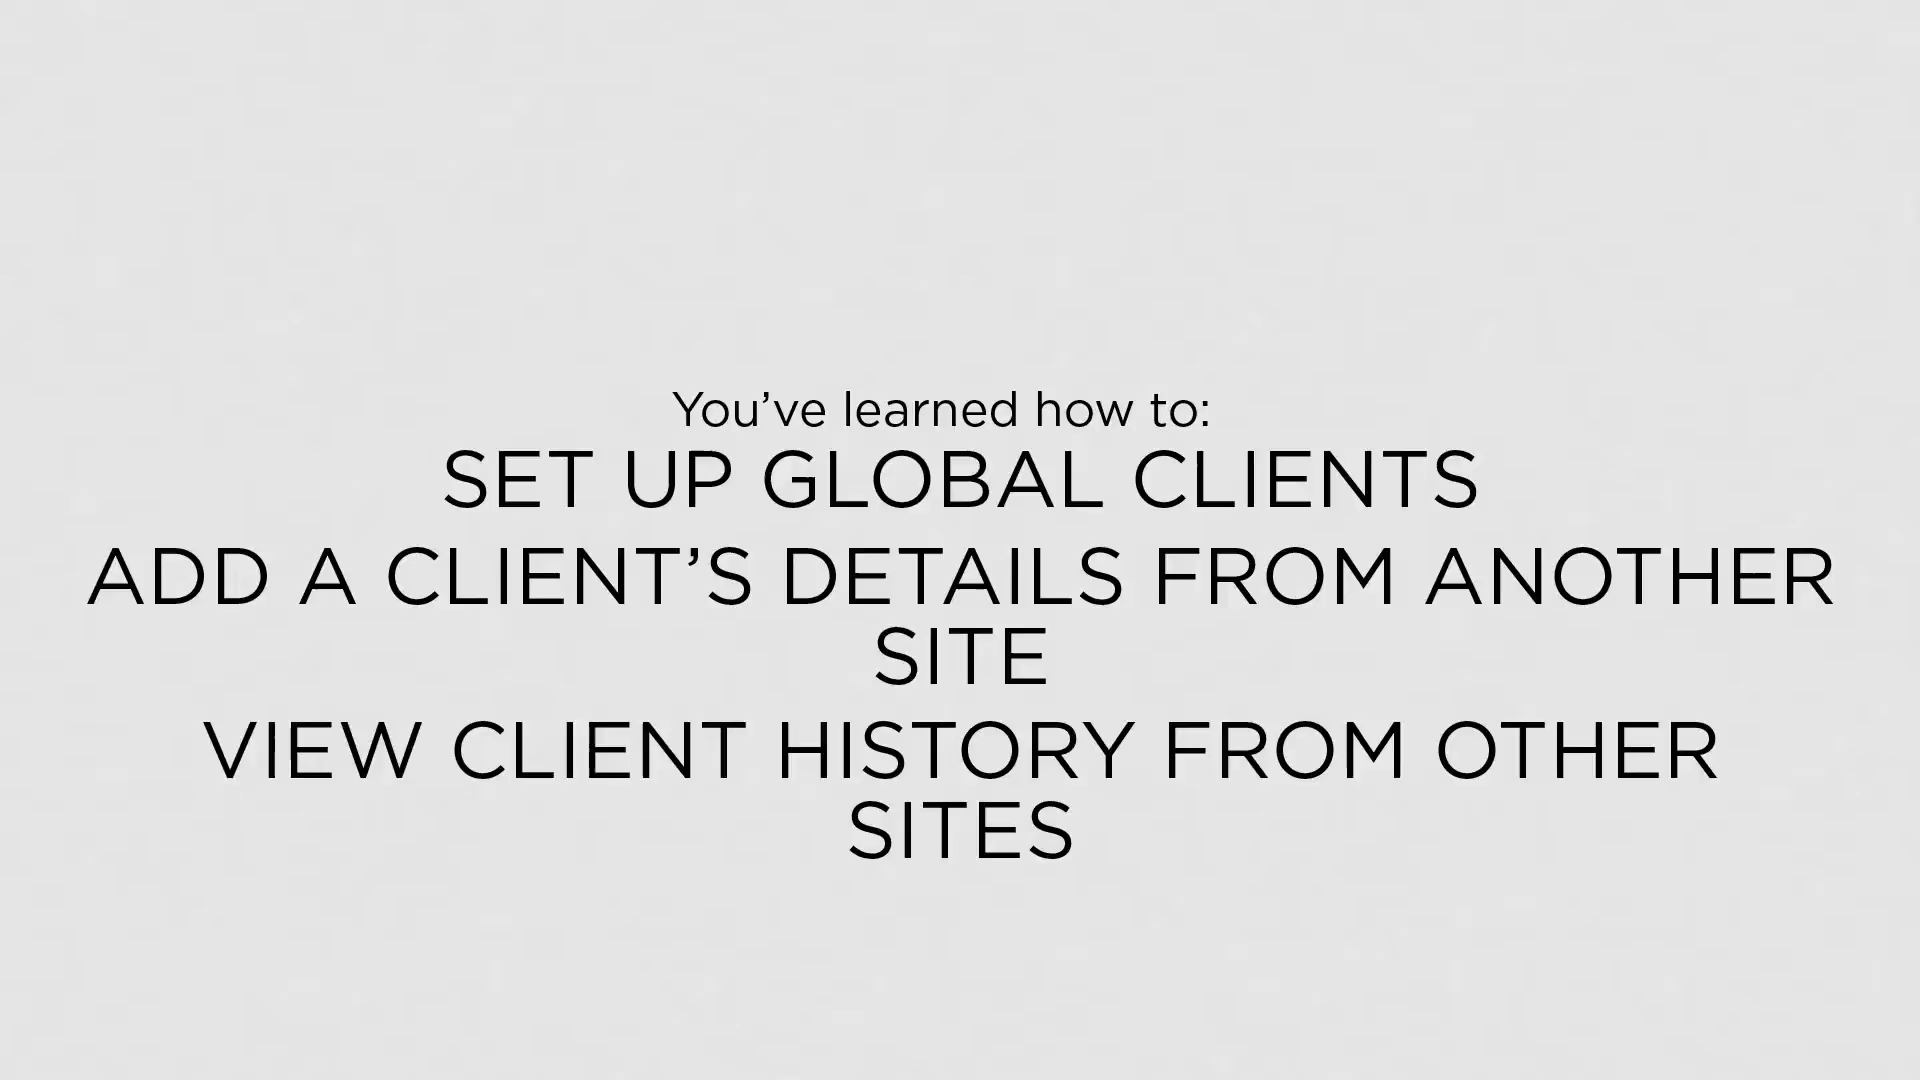 You’ve learned how to:
SET UP GLOBAL CLIENTS
ADD A CLIENT’S DETAILS FROM ANOTHER
SITE
VIEW CLIENT HISTORY FROM OTHER
SITES